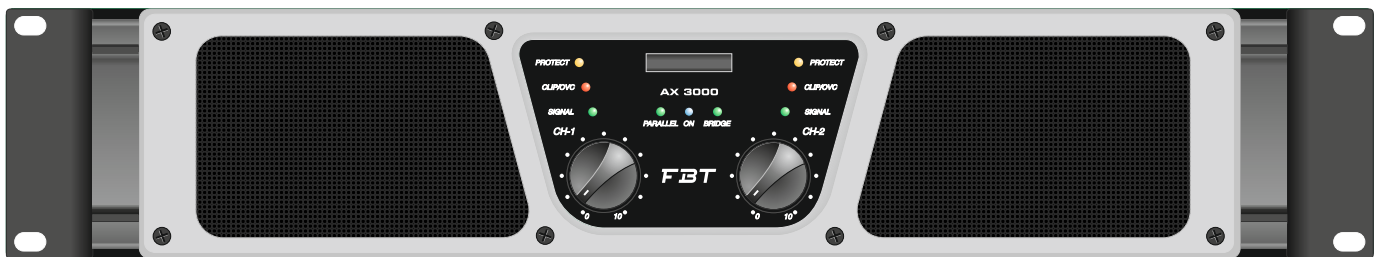 PROTECT PROTECT
AX 3000
CLIP/OVC CLIP/OVC
SIGNAL SIGNAL
PARALLEL ON BRIDGE
CH-1 CH-2
FBT
0 10 0 10